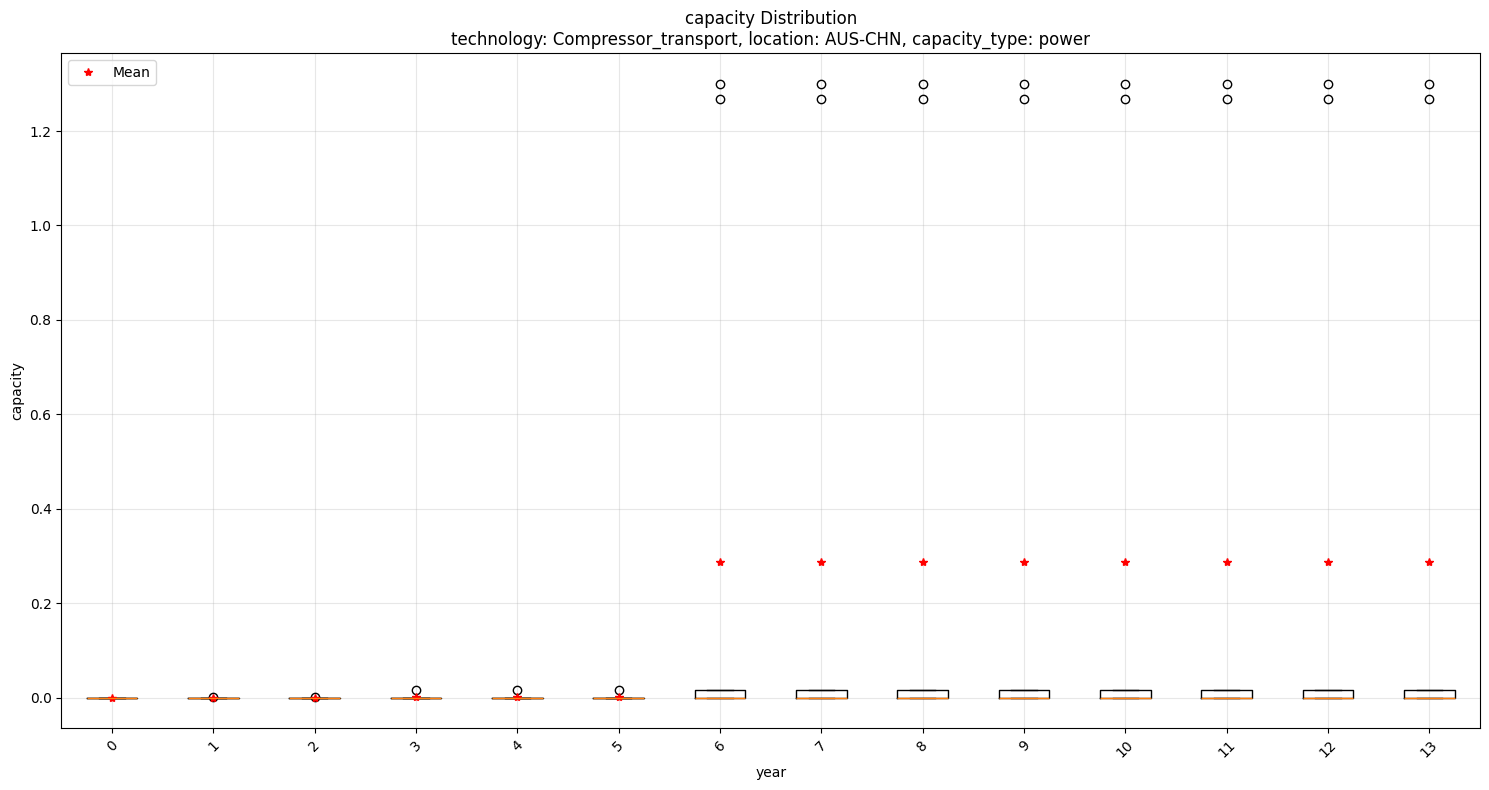 capacity Distribution
technology: Compressor_transport, location: AUS-CHN, capacity_type: power
Mean
capacity
1.2
1.0
0.8
0.6
0.4
0.2
0.0
0 1 2 3 4 5 6 7 8 9 10 11 12 13
year